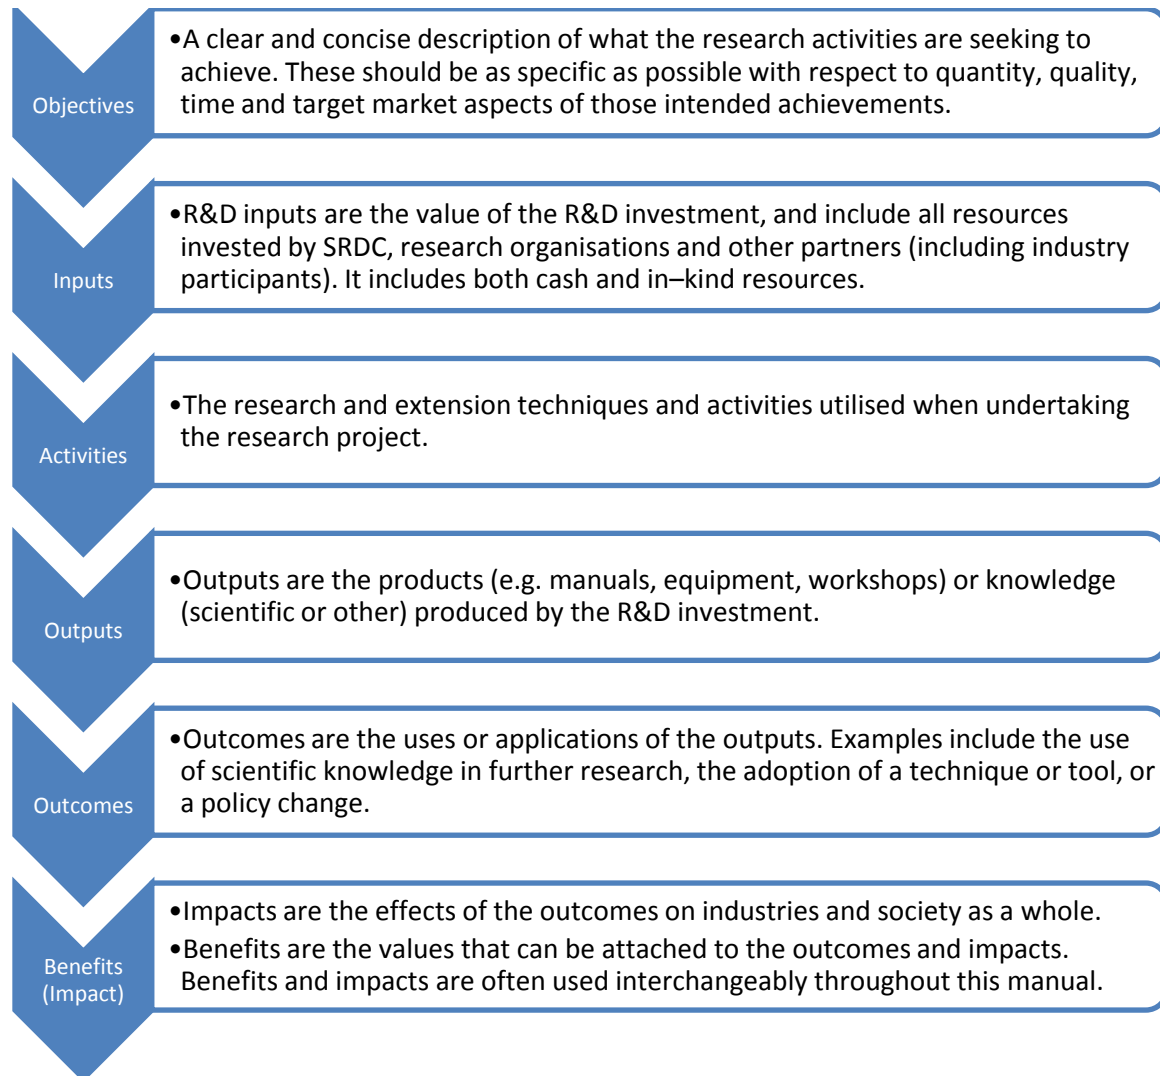 Objectives
•A clear and concise description of what the research activities are seeking to
achieve. These should be as specific as possible with respect to quantity, quality,
time and target market aspects of those intended achievements.
Inputs
•R&D inputs are the value of the R&D investment, and include all resources
invested by SRDC, research organisations and other partners (including industry
participants). It includes both cash and in–kind resources.
Activities
•The research and extension techniques and activities utilised when undertaking
the research project.
Outputs
•Outputs are the products (e.g. manuals, equipment, workshops) or knowledge
(scientific or other) produced by the R&D investment.
Outcomes
•Outcomes are the uses or applications of the outputs. Examples include the use
of scientific knowledge in further research, the adoption of a technique or tool, or
a policy change.
Benefits
(Impact)
•Impacts are the effects of the outcomes on industries and society as a whole.
•Benefits are the values that can be attached to the outcomes and impacts.
Benefits and impacts are often used interchangeably throughout this manual.